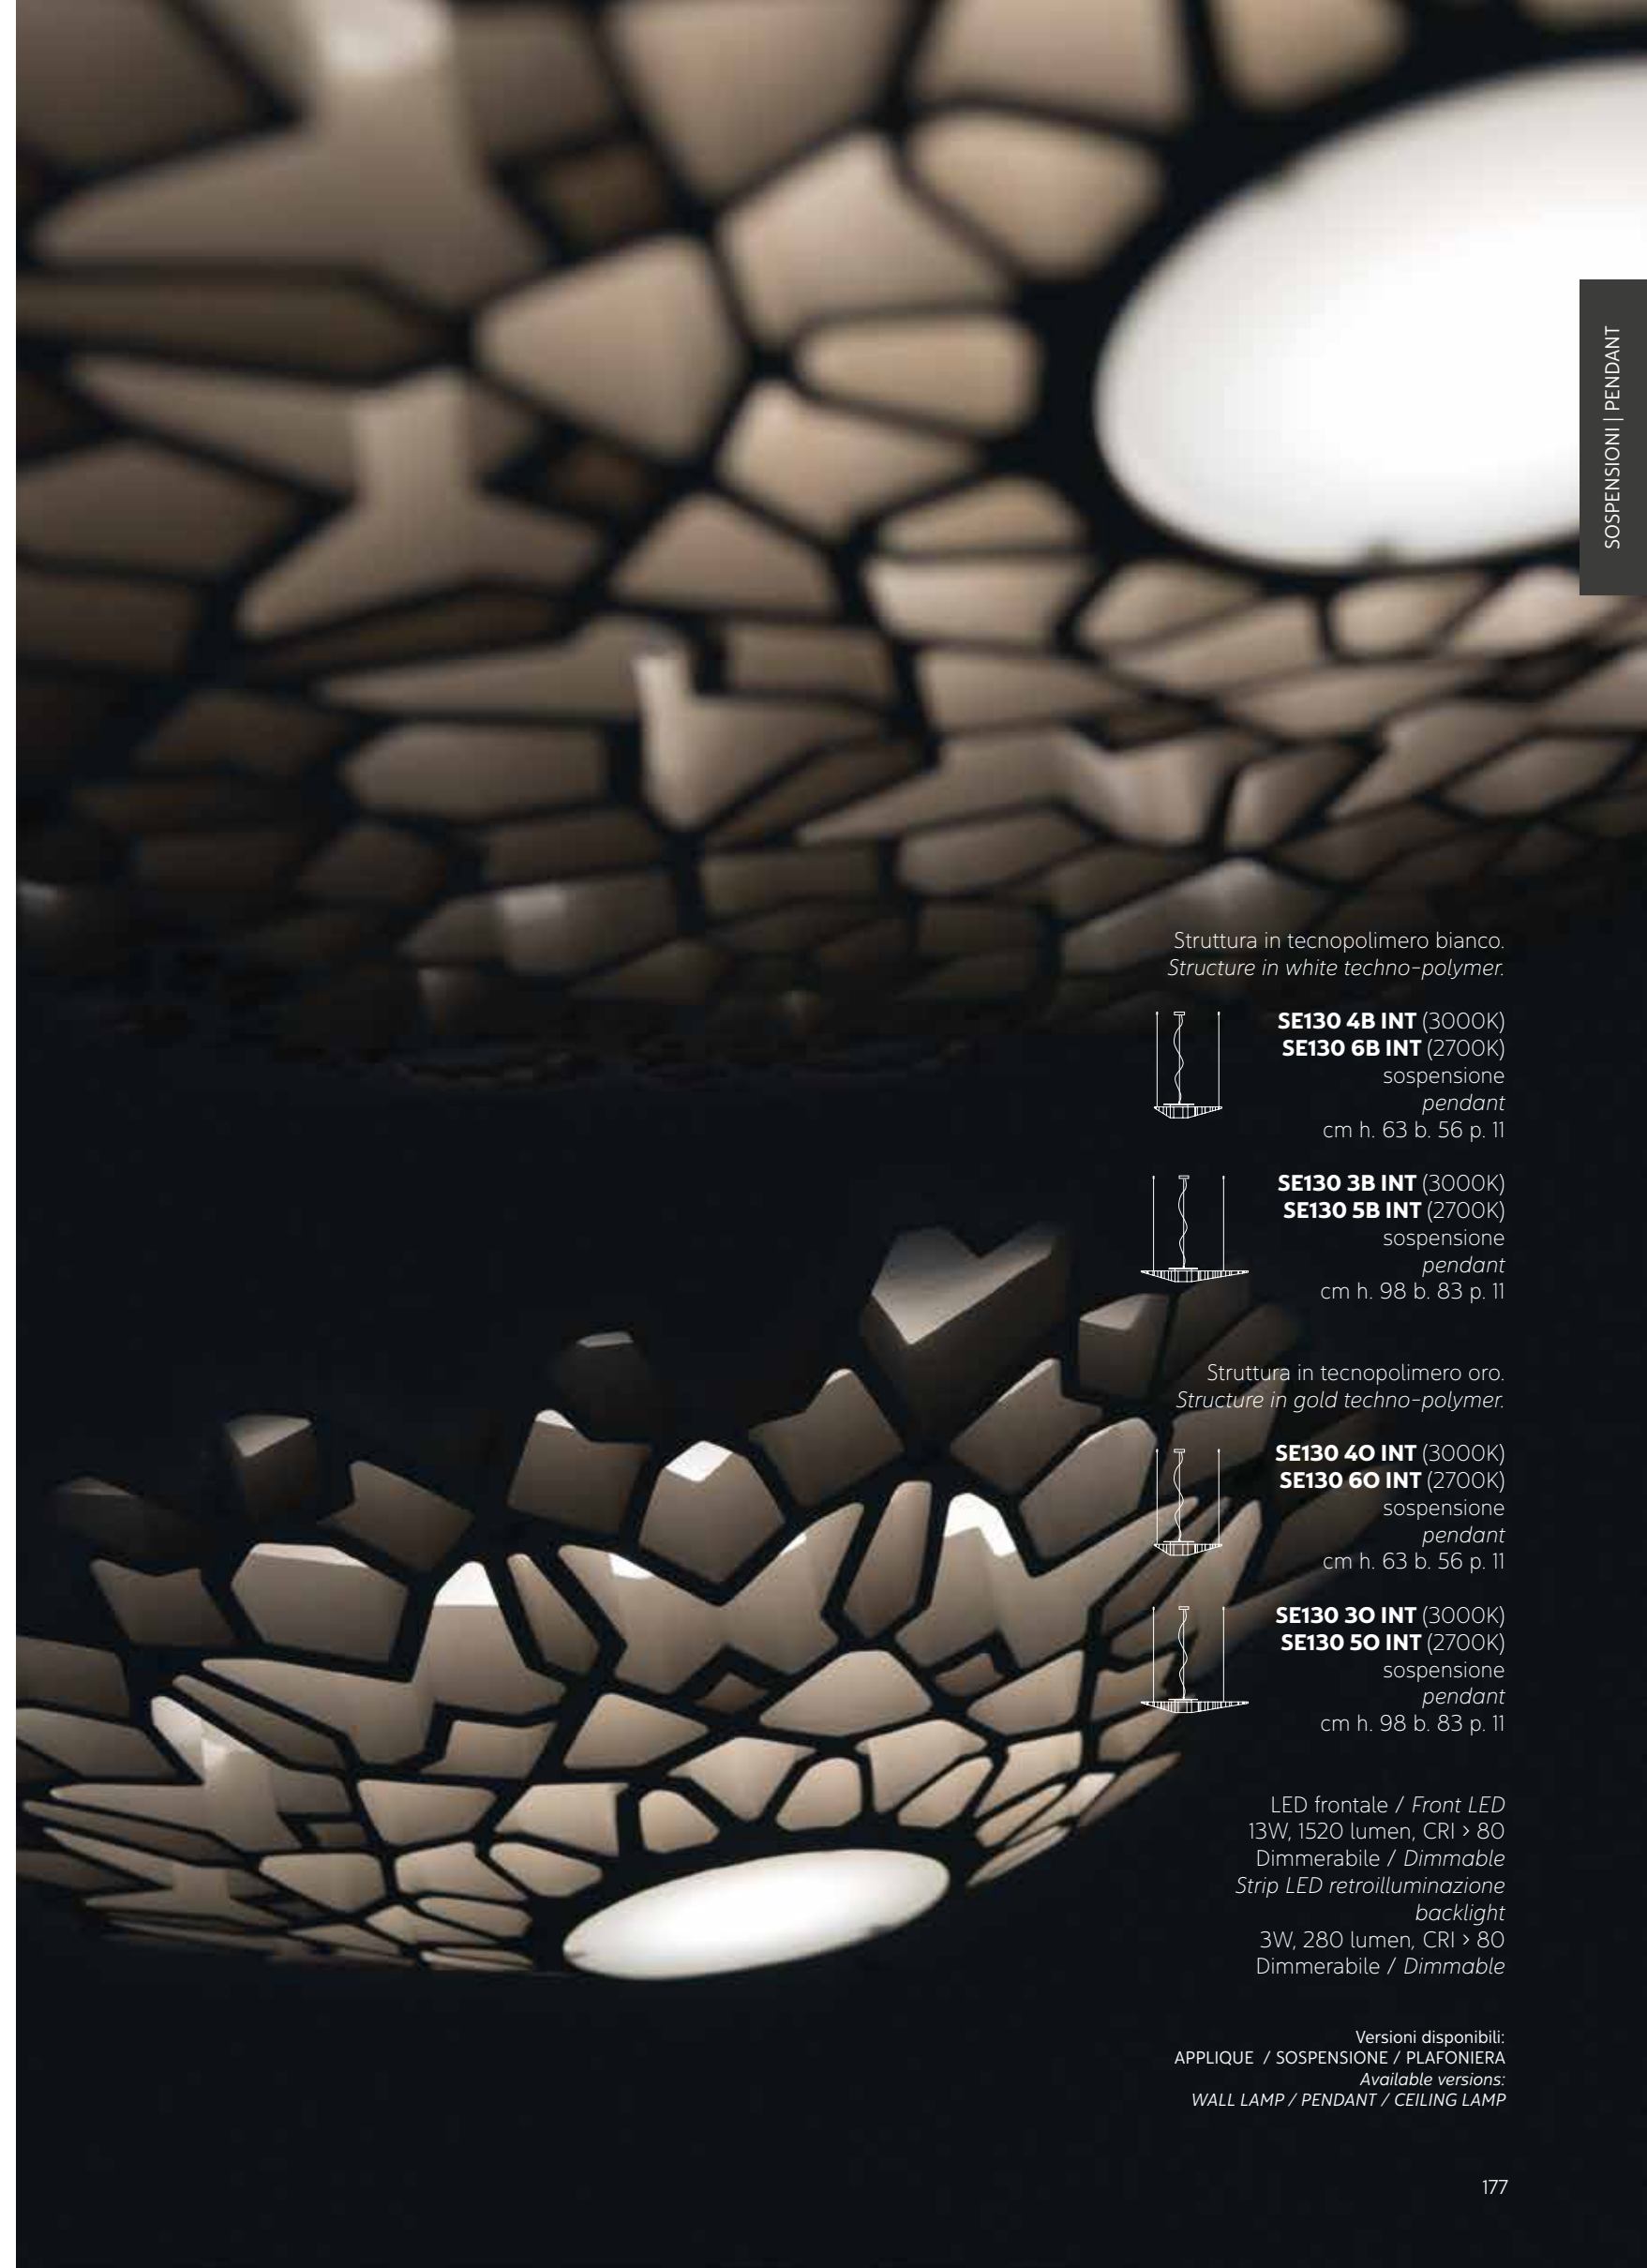 SOSPENSIONI | PENDANT
Struttura in tecnopolimero bianco.
Structure in white techno-polymer.
SE130 4B INT (3000K)
SE130 6B INT (2700K)
sospensione
pendant
cm h. 63 b. 56 p. 11
SE130 3B INT (3000K)
SE130 5B INT (2700K)
sospensione
pendant
cm h. 98 b. 83 p. 11
Struttura in tecnopolimero oro.
Structure in gold techno-polymer.
SE130 4O INT (3000K)
SE130 6O INT (2700K)
sospensione
pendant
cm h. 63 b. 56 p. 11
SE130 3O INT (3000K)
SE130 5O INT (2700K)
sospensione
pendant
cm h. 98 b. 83 p. 11
LED frontale / Front LED
13W, 1520 lumen, CRI > 80
Dimmerabile / Dimmable
Strip LED retroilluminazione
backlight
3W, 280 lumen, CRI > 80
Dimmerabile / Dimmable
Versioni disponibili:
APPLIQUE / SOSPENSIONE / PLAFONIERA
Available versions:
WALL LAMP / PENDANT / CEILING LAMP
177